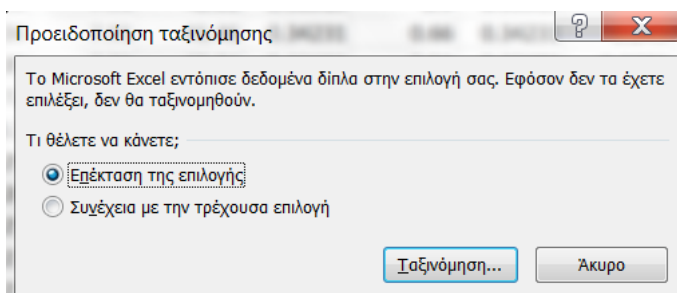 Προειδοποίηση ταξινόμησης
?
X
Το Microsoft Excel εντόπισε δεδομένα δίπλα στην επιλογή σας. Εφόσον δεν τα έχετε
επιλέξει, δεν θα ταξινομηθούν.
Τι θέλετε να κάνετε;
Επέκταση της επιλογής
Συνέχεια με την τρέχουσα επιλογή
Ταξινόμηση...
Άκυρο